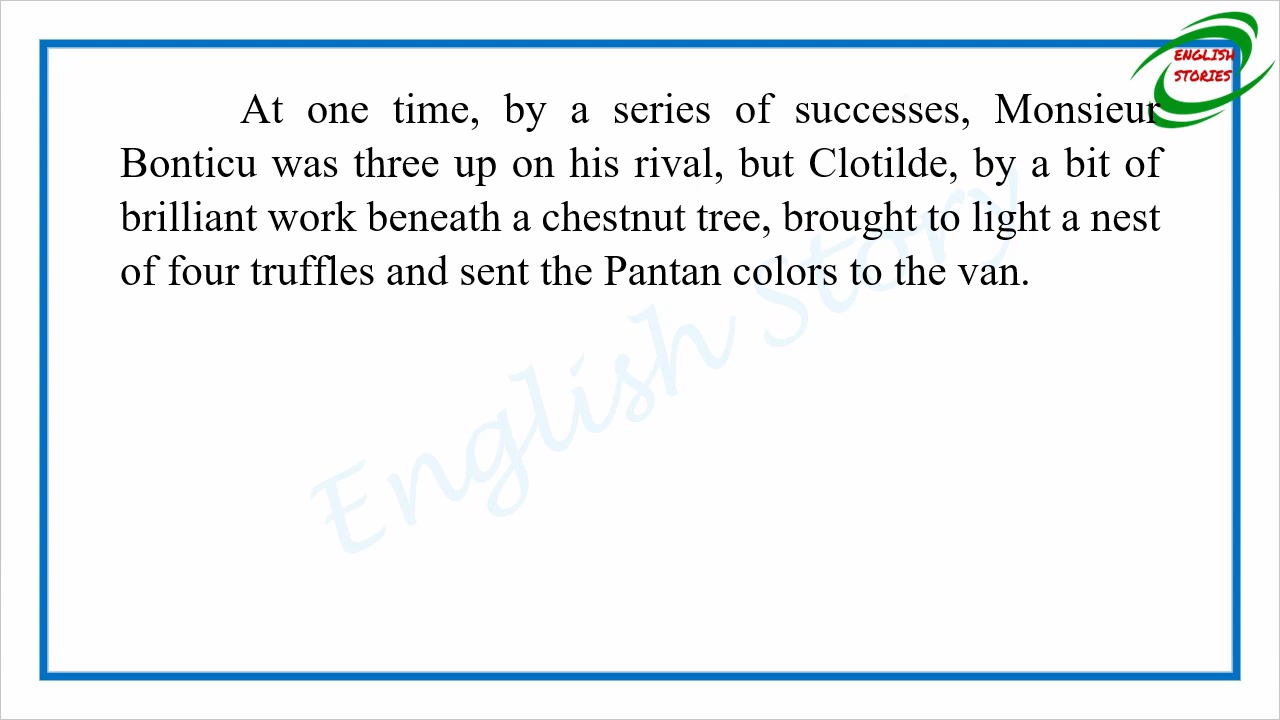 ENGLISH
STORIES
At one time, by a series of successes, Monsieur
Bonticu was three up on his rival, but Clotilde, by a bit of
brilliant work beneath a chestnut tree, brought to light a nest
of four truffles and sent the Pantan colors to the van.
English Story